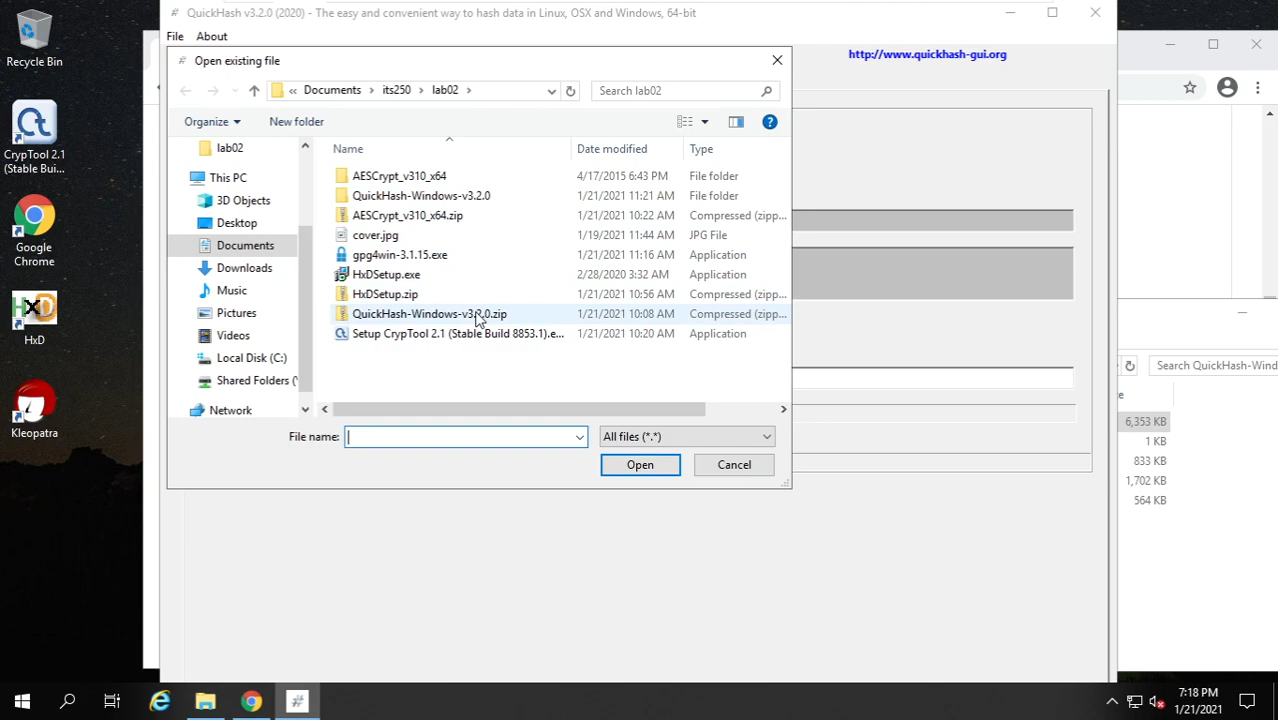 QuickHash v3.2.0 (2020) - The easy and convenient way to hash data in Linux, OSX and Windows, 64-bit
File About
http://www.quickhash-gui.org
Open existing file
« Documents › its250 › lab02 ›
Search lab02
Organize
New folder
Name Date modified Type
lab02
This PC
3D Objects
Desktop
Documents
Downloads
Music
Pictures
Videos
Local Disk (C:)
Shared Folders (
Network
AESCrypt_v310_x64 4/17/2015 6:43 PM File folder
QuickHash-Windows-v3.2.0 1/21/2021 11:21 AM File folder
AESCrypt_v310_x64.zip 1/21/2021 10:22 AM Compressed (zipp...
cover.jpg 1/19/2021 11:44 AM JPG File
gpg4win-3.1.15.exe 1/21/2021 11:16 AM Application
HxDSetup.exe 2/28/2020 3:32 AM Application
HxDSetup.zip 1/21/2021 10:56 AM Compressed (zipp...
QuickHash-Windows-v3.2.0.zip 1/21/2021 10:08 AM Compressed (zipp...
Setup CrypTool 2.1 (Stable Build 8853.1).e... 1/21/2021 10:20 AM Application
File name:
All files (*.*)
Open
Cancel
Search QuickHash-Wind
6,353 KB
1 KB
833 KB
1,702 KB
564 KB
Recycle Bin
CrypTool 2.1
(Stable Bui...
Google
Chrome
HxD
Kleopatra
7:18 PM
1/21/2021